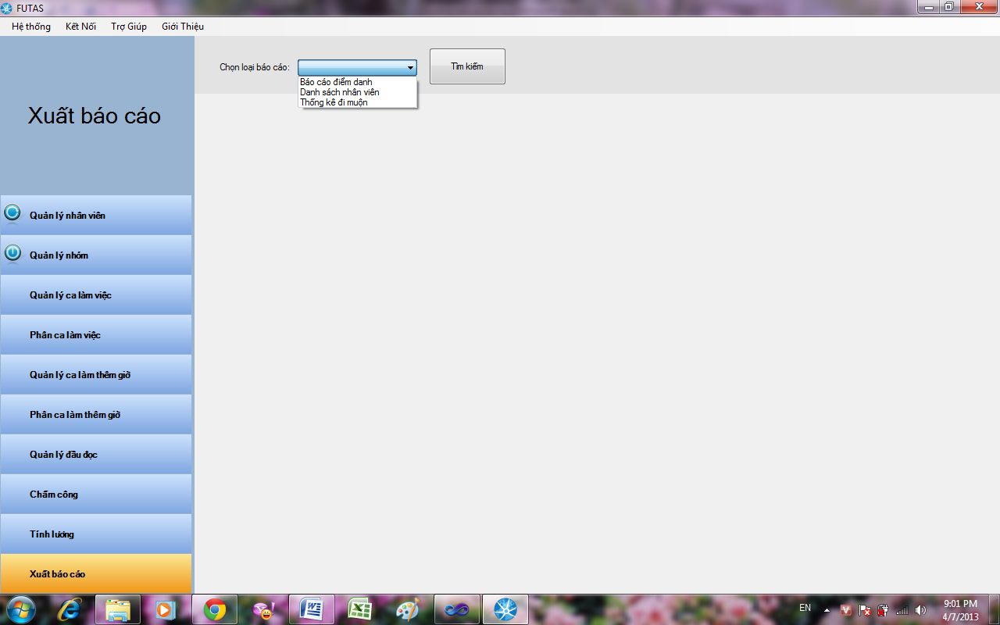 FUTAS
Hệ thống Kết Nối Trợ Giúp Giới Thiệu
Chọn loại báo cáo:
Tìm kiếm
Báo cáo điểm danh
Danh sách nhân viên
Thống kê đi muộn
Xuất báo cáo
Quản lý nhân viên
Quản lý nhóm
Quản lý ca làm việc
Phân ca làm việc
Quản lý ca làm thêm giờ
Phân ca làm thêm giờ
Quản lý đầu đọc
Chấm công
Tính lương
Xuất báo cáo
EN
9:01 PM
4/7/2013